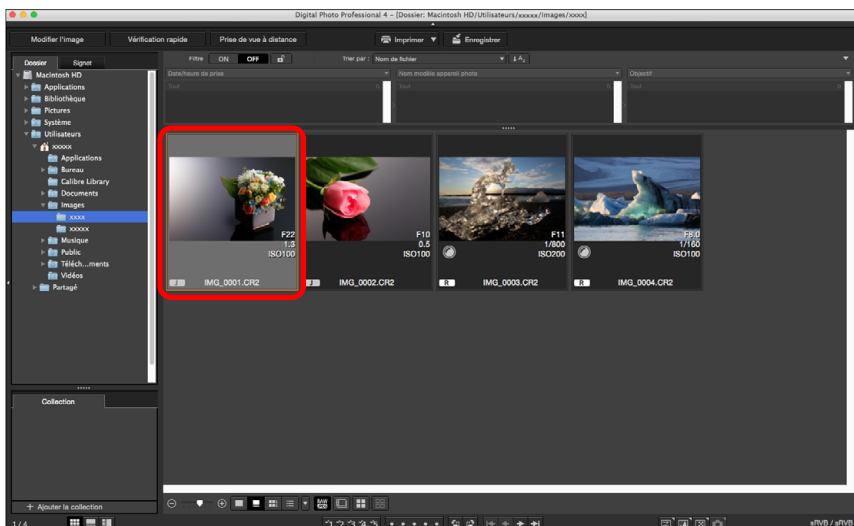 Digital Photo Professional 4 – [Dossier: Macintosh HD/Utilisateurs/xxxxx/Images/xxxx]
Modifier l'image Vérification rapide Prise de vue à distance Imprimer Enregistrer
Dossier Signet
Filtre ON OFF Trier par : Nom de fichier
Date/heure de prise Nom modèle appareil photo Objectif
Tout 0 Tout 0 Tout 0
Macintosh HD
Applications
Bibliothèque
Pictures
Système
Utilisateurs
xxxxx
Applications
Bureau
Calibre Library
Documents
Images
xxxx
xxxxx
Musique
Public
Téléch...ments
Vidéos
Partagé
F22
1.3
ISO100
J IMG_0001.CR2
F10
0.5
ISO100
J IMG_0002.CR2
F11
1/800
ISO200
R IMG_0003.CR2
F8.0
1/160
ISO100
R IMG_0004.CR2
Collection
+ Ajouter la collection
RAW
1/4
sRVB / sRVB